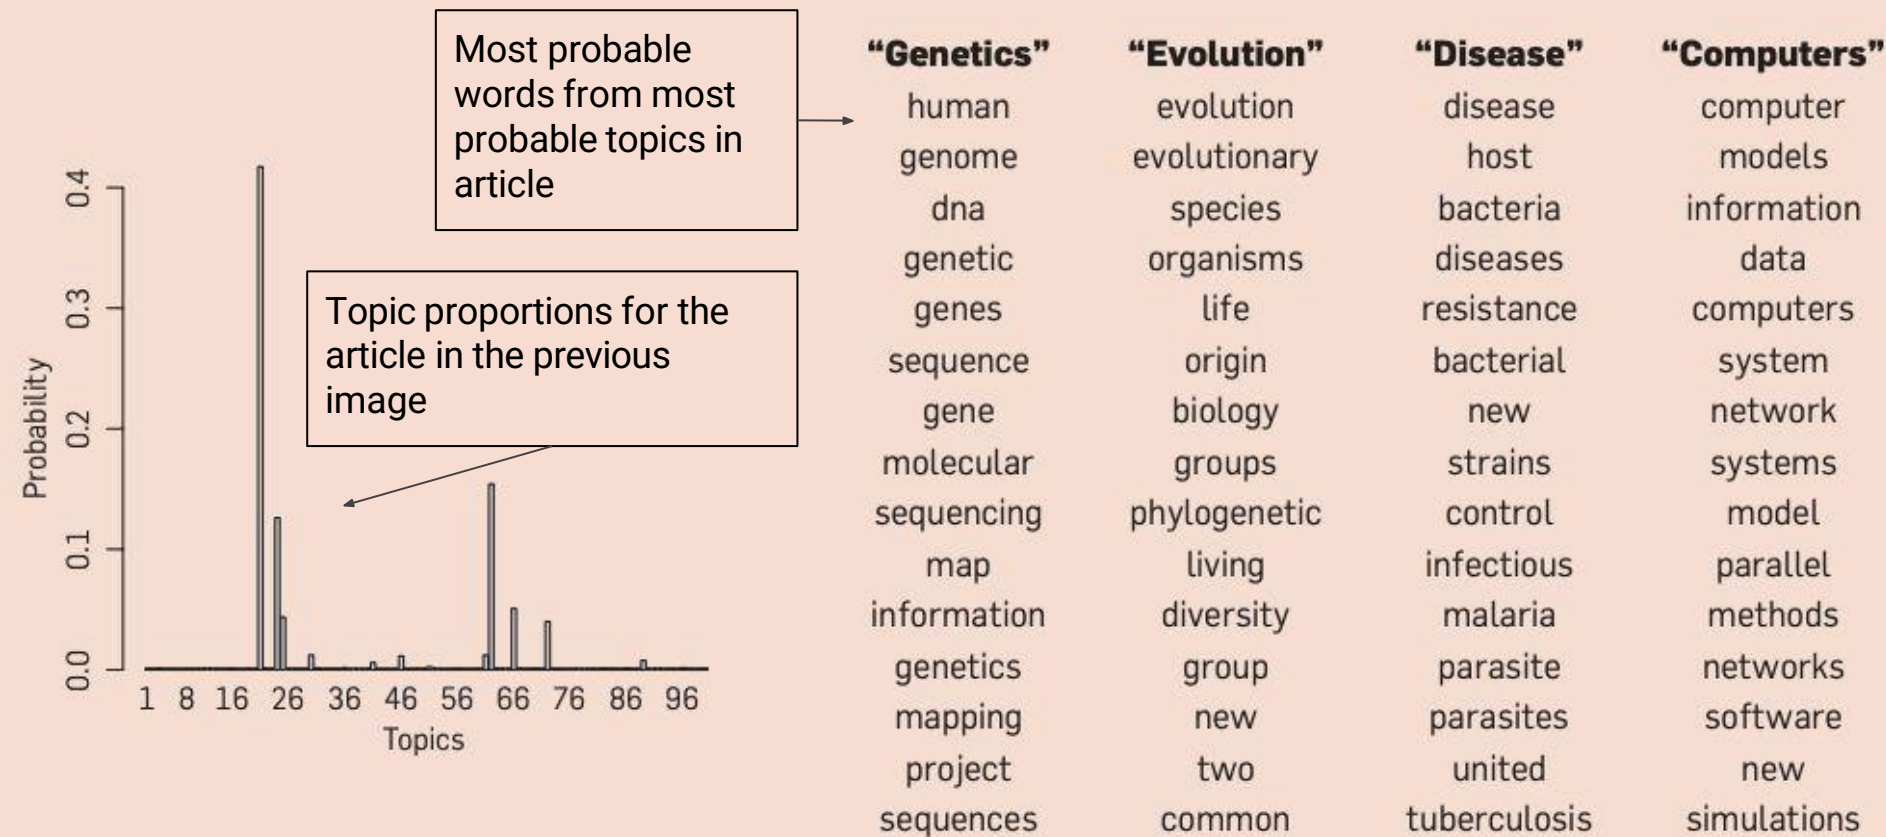 Most probable
words from most
probable topics in
article
Topic proportions for the
article in the previous
image
Probability
0.4
0.3
0.2
0.1
0.0
1 8 16 26 36 46 56 66 76 86 96
Topics
“Genetics” “Evolution” “Disease” “Computers”
human evolution disease computer
genome evolutionary host models
dna species bacteria information
genetic organisms diseases data
genes life resistance computers
sequence origin bacterial system
gene biology new network
molecular groups strains systems
sequencing phylogenetic control model
map living infectious parallel
information diversity malaria methods
genetics group parasite networks
mapping new parasites software
project two united new
sequences common tuberculosis simulations